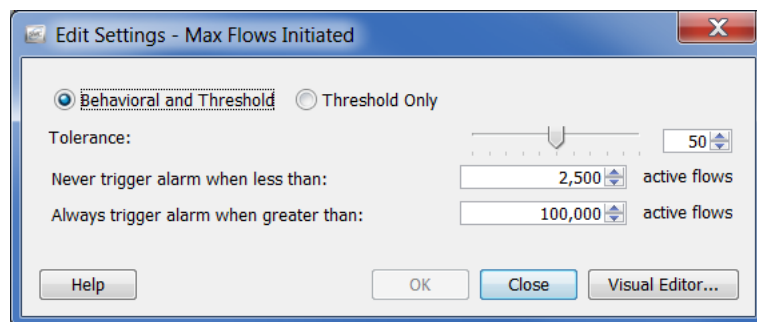 Edit Settings - Max Flows Initiated
X
Behavioral and Threshold Threshold Only
Tolerance: 50
Never trigger alarm when less than: 2,500 active flows
Always trigger alarm when greater than: 100,000 active flows
Help OK Close Visual Editor...